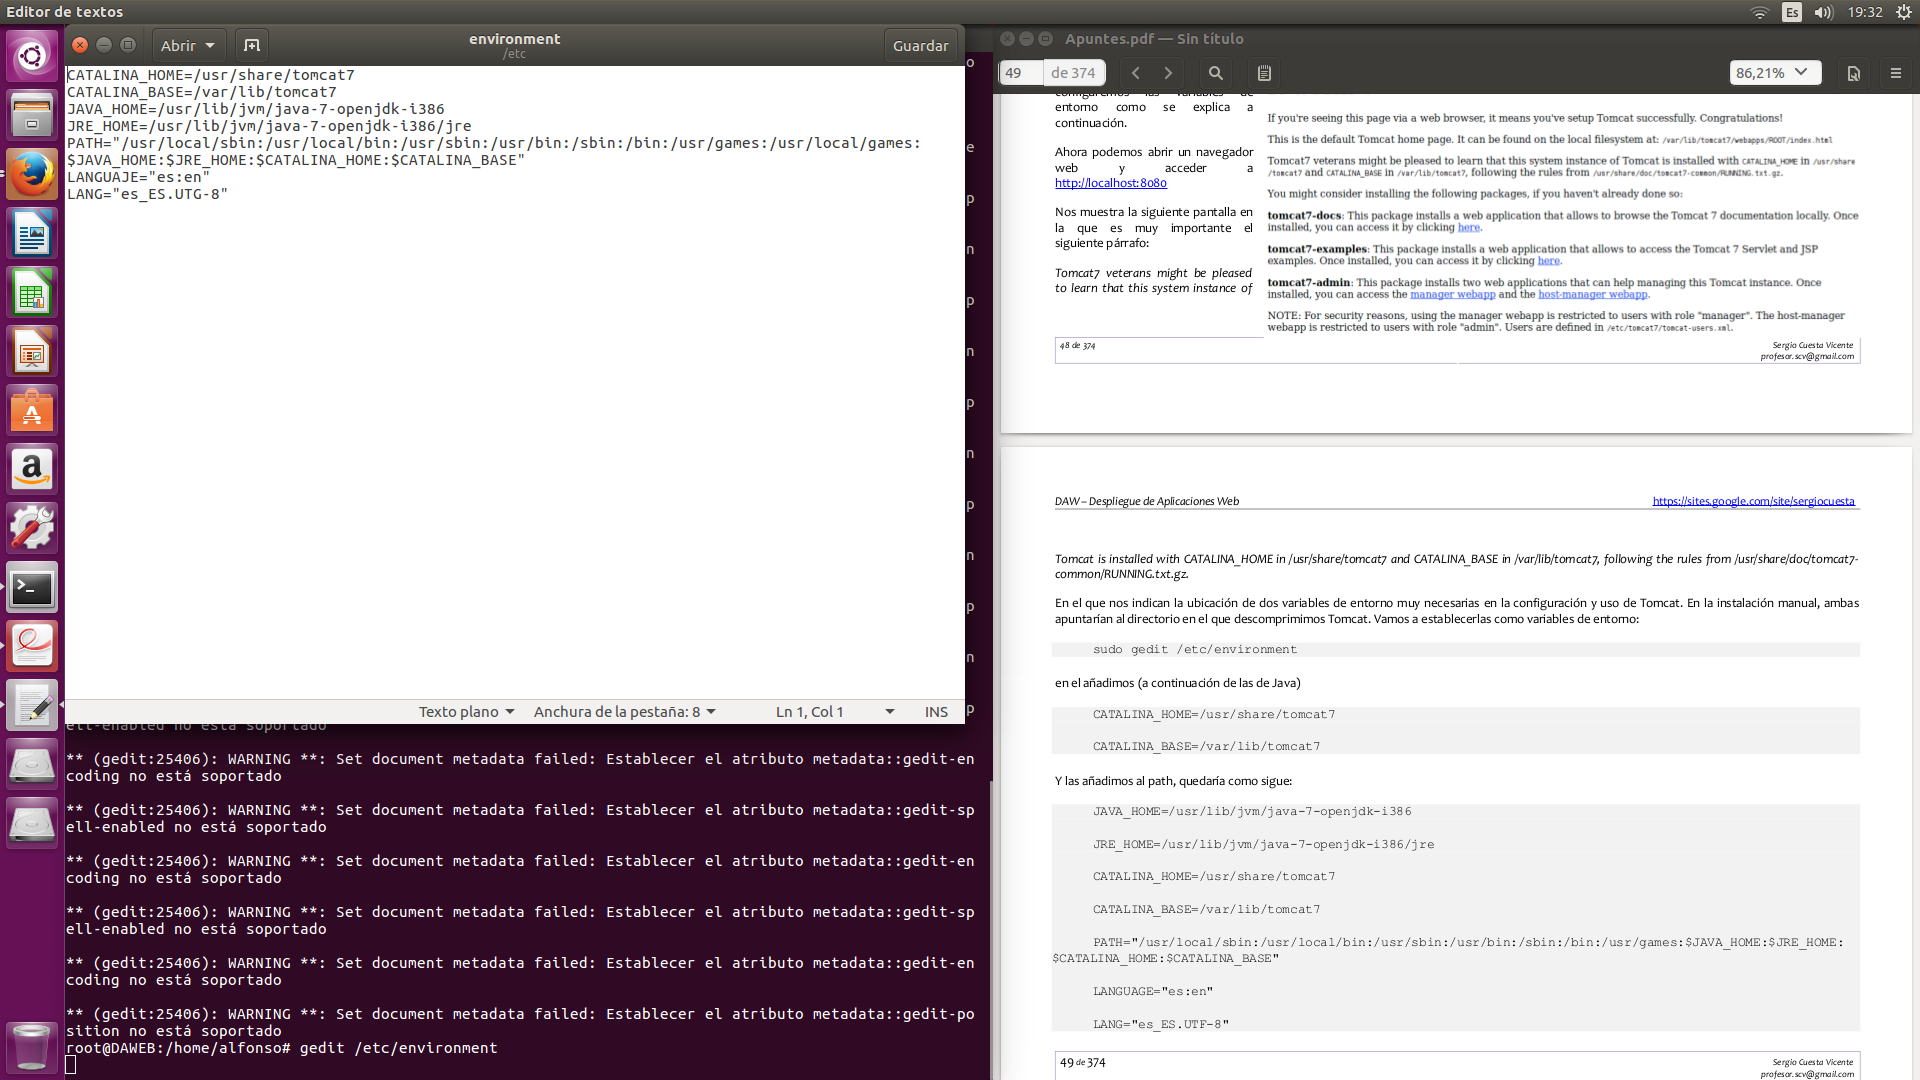 Editor de textos
Es
19:32
Abrir
environment
/etc
Guardar
CATALINA_HOME=/usr/share/tomcat7
CATALINA_BASE=/var/lib/tomcat7
JAVA_HOME=/usr/lib/jvm/java-7-openjdk-i386
JRE_HOME=/usr/lib/jvm/java-7-openjdk-i386/jre
PATH="/usr/local/sbin:/usr/local/bin:/usr/sbin:/usr/bin:/sbin:/bin:/usr/games:/usr/local/games:
$JAVA_HOME:$JRE_HOME:$CATALINA_HOME:$CATALINA_BASE"
LANGUAJE="es:en"
LANG="es_ES.UTG-8"
Texto plano
Anchura de la pestaña: 8
Ln 1, Col 1
INS
o
e
p
n
p
n
p
n
p
n
p
n
p
ell-enabled no está soportado
** (gedit:25406): WARNING **: Set document metadata failed: Establecer el atributo metadata::gedit-en
coding no está soportado
** (gedit:25406): WARNING **: Set document metadata failed: Establecer el atributo metadata::gedit-sp
ell-enabled no está soportado
** (gedit:25406): WARNING **: Set document metadata failed: Establecer el atributo metadata::gedit-en
coding no está soportado
** (gedit:25406): WARNING **: Set document metadata failed: Establecer el atributo metadata::gedit-sp
ell-enabled no está soportado
** (gedit:25406): WARNING **: Set document metadata failed: Establecer el atributo metadata::gedit-en
coding no está soportado
** (gedit:25406): WARNING **: Set document metadata failed: Establecer el atributo metadata::gedit-po
sition no está soportado
root@DAWEB:/home/alfonso# gedit /etc/environment
Apuntes.pdf — Sin título
49
de 374
86,21%
configuremos las variables de
entorno como se explica a
continuación.
Ahora podemos abrir un navegador
web y acceder a
http://localhost:8080
Nos muestra la siguiente pantalla en
la que es muy importante el
siguiente párrafo:
Tomcat7 veterans might be pleased
to learn that this system instance of
If you're seeing this page via a web browser, it means you've setup Tomcat successfully. Congratulations!
This is the default Tomcat home page. It can be found on the local filesystem at: /var/lib/tomcat7/webapps/ROOT/index.html
Tomcat7 veterans might be pleased to learn that this system instance of Tomcat is installed with CATALINA_HOME in /usr/share
/tomcat7 and CATALINA_BASE in /var/lib/tomcat7, following the rules from /usr/share/doc/tomcat7-common/RUNNING.txt.gz.
You might consider installing the following packages, if you haven't already done so:
tomcat7-docs: This package installs a web application that allows to browse the Tomcat 7 documentation locally. Once
installed, you can access it by clicking here.
tomcat7-examples: This package installs a web application that allows to access the Tomcat 7 Servlet and JSP
examples. Once installed, you can access it by clicking here.
tomcat7-admin: This package installs two web applications that can help managing this Tomcat instance. Once
installed, you can access the manager webapp and the host-manager webapp.
NOTE: For security reasons, using the manager webapp is restricted to users with role "manager". The host-manager
webapp is restricted to users with role "admin". Users are defined in /etc/tomcat7/tomcat-users.xml.
48 de 374
Sergio Cuesta Vicente
profesor.scv@gmail.com
DAW – Despliegue de Aplicaciones Web
https://sites.google.com/site/sergiocuesta
Tomcat is installed with CATALINA_HOME in /usr/share/tomcat7 and CATALINA_BASE in /var/lib/tomcat7, following the rules from /usr/share/doc/tomcat7-
common/RUNNING.txt.gz.
En el que nos indican la ubicación de dos variables de entorno muy necesarias en la configuración y uso de Tomcat. En la instalación manual, ambas
apuntarían al directorio en el que descomprimimos Tomcat. Vamos a establecerlas como variables de entorno:
sudo gedit /etc/environment
en el añadimos (a continuación de las de Java)
CATALINA_HOME=/usr/share/tomcat7
CATALINA_BASE=/var/lib/tomcat7
Y las añadimos al path, quedaría como sigue:
JAVA_HOME=/usr/lib/jvm/java-7-openjdk-i386
JRE_HOME=/usr/lib/jvm/java-7-openjdk-i386/jre
CATALINA_HOME=/usr/share/tomcat7
CATALINA_BASE=/var/lib/tomcat7
PATH="/usr/local/sbin:/usr/local/bin:/usr/sbin:/usr/bin:/sbin:/bin:/usr/games:$JAVA_HOME:$JRE_HOME:
$CATALINA_HOME:$CATALINA_BASE"
LANGUAGE="es:en"
LANG="es_ES.UTF-8"
49 de 374
Sergio Cuesta Vicente
profesor.scv@gmail.com